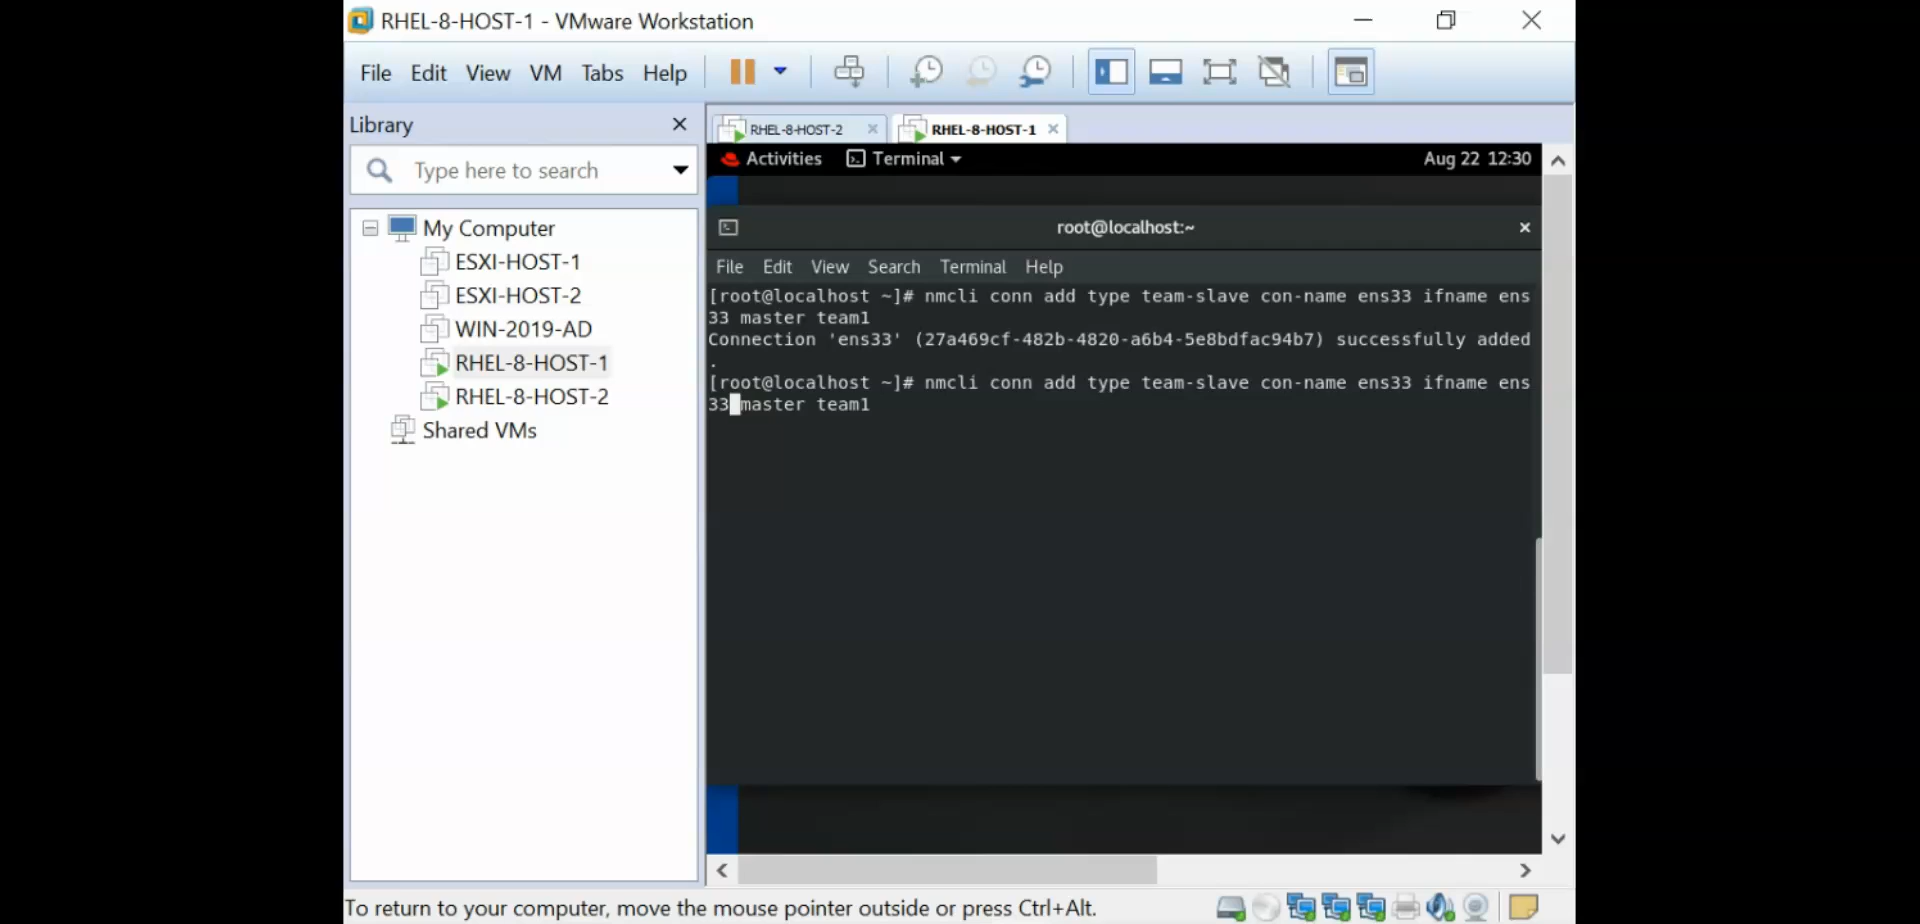 RHEL-8-HOST-1 - VMware Workstation
File Edit View VM Tabs Help
Library
Type here to search
My Computer
ESXI-HOST-1
ESXI-HOST-2
WIN-2019-AD
RHEL-8-HOST-1
RHEL-8-HOST-2
Shared VMs
RHEL-8-HOST-2 RHEL-8-HOST-1
Activities Terminal Aug 22 12:30
root@localhost:~
File Edit View Search Terminal Help
[root@localhost ~]# nmcli conn add type team-slave con-name ens33 ifname ens
33 master team1
Connection 'ens33' (27a469cf-482b-4820-a6b4-5e8bdfac94b7) successfully added
.
[root@localhost ~]# nmcli conn add type team-slave con-name ens33 ifname ens
33 master team1
To return to your computer, move the mouse pointer outside or press Ctrl+Alt.